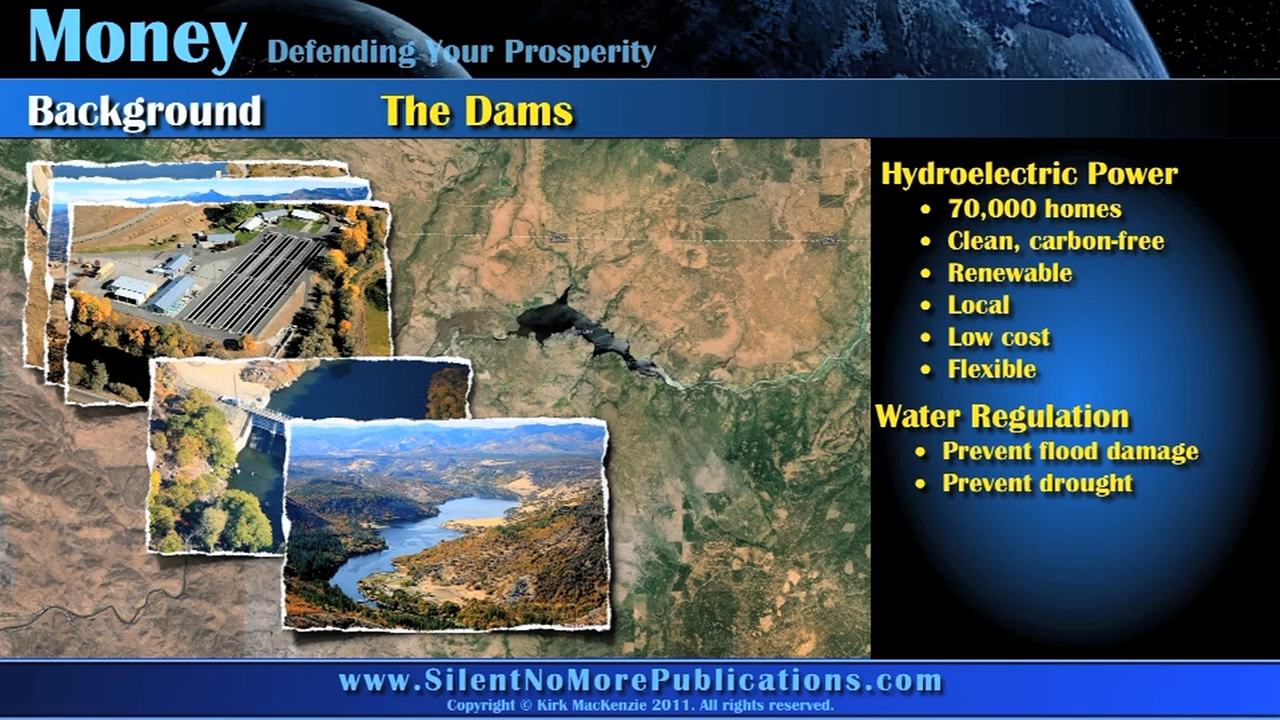 Money Defending Your Prosperity
Background The Dams
Hydroelectric Power
• 70,000 homes
• Clean, carbon-free
• Renewable
• Local
• Low cost
• Flexible
Water Regulation
• Prevent flood damage
• Prevent drought
www.SilentNoMorePublications.com
Copyright © Kirk MacKenzie 2011. All rights reserved.